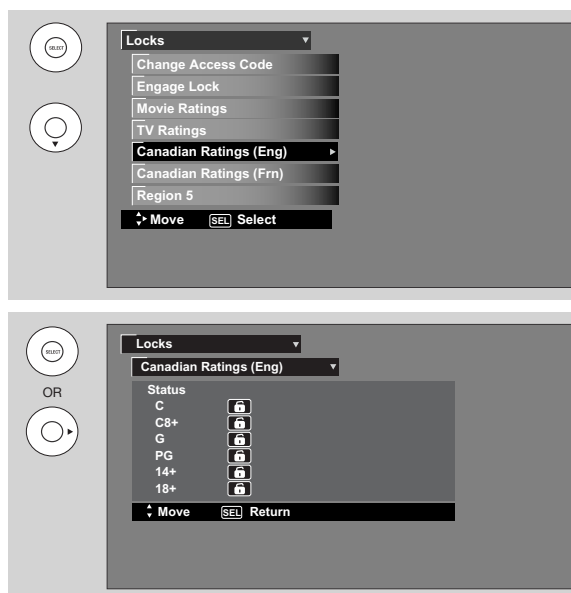 SELECT
Locks
Change Access Code
Engage Lock
Movie Ratings
TV Ratings
Canadian Ratings (Eng)
Canadian Ratings (Frn)
Region 5
Move SEL Select
SELECT
OR
Locks
Canadian Ratings (Eng)
Status
C
C8+
G
PG
14+
18+
Move SEL Return